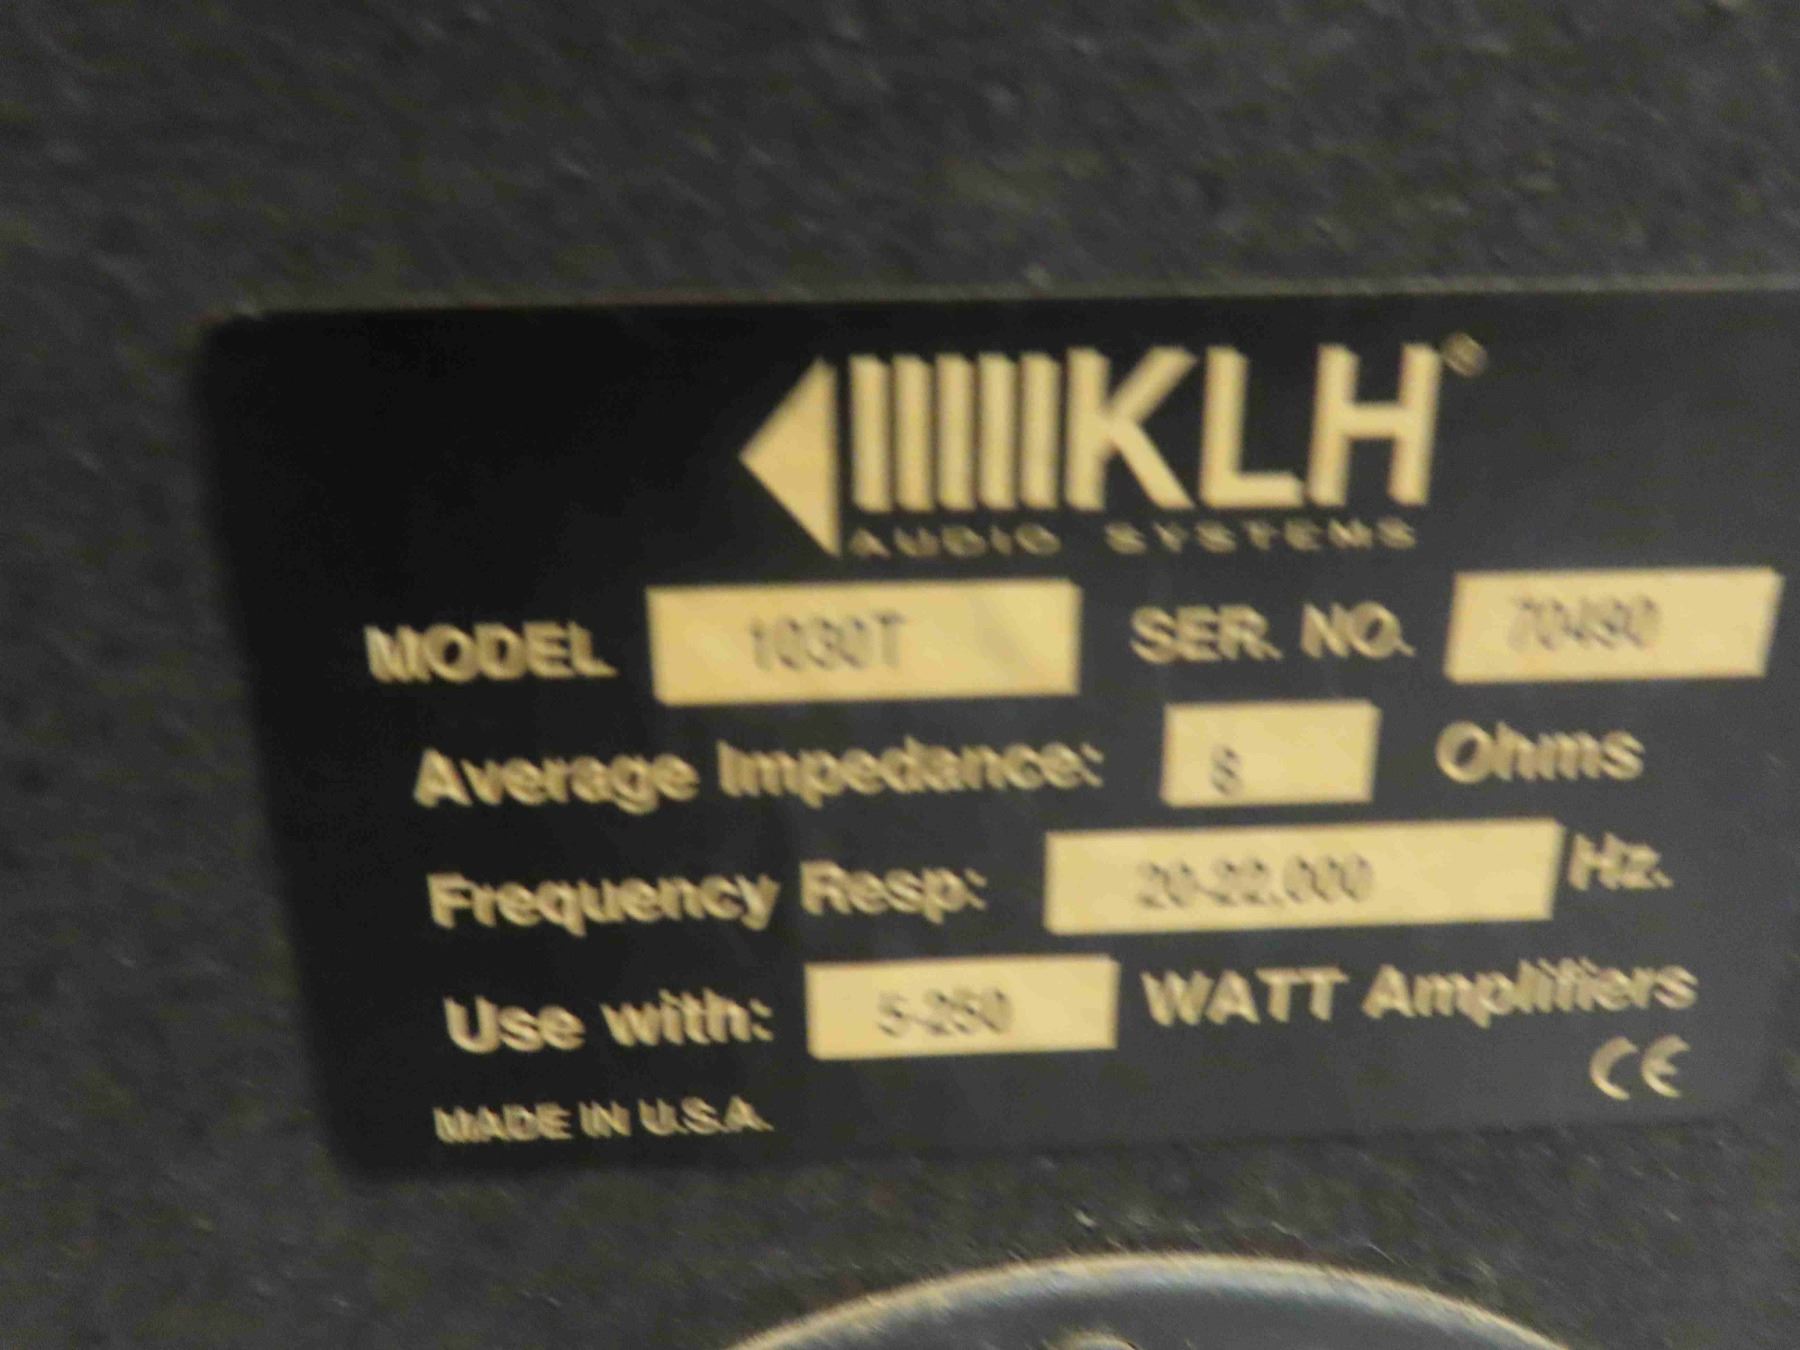 KLH®
AUDIO SYSTEMS
MODEL 1030T SER. NO. 70490
Average Impedance: 8 Ohms
Frequency Resp: 20-22,000 Hz.
Use with: 5-250 WATT Amplifiers
CE
MADE IN U.S.A.